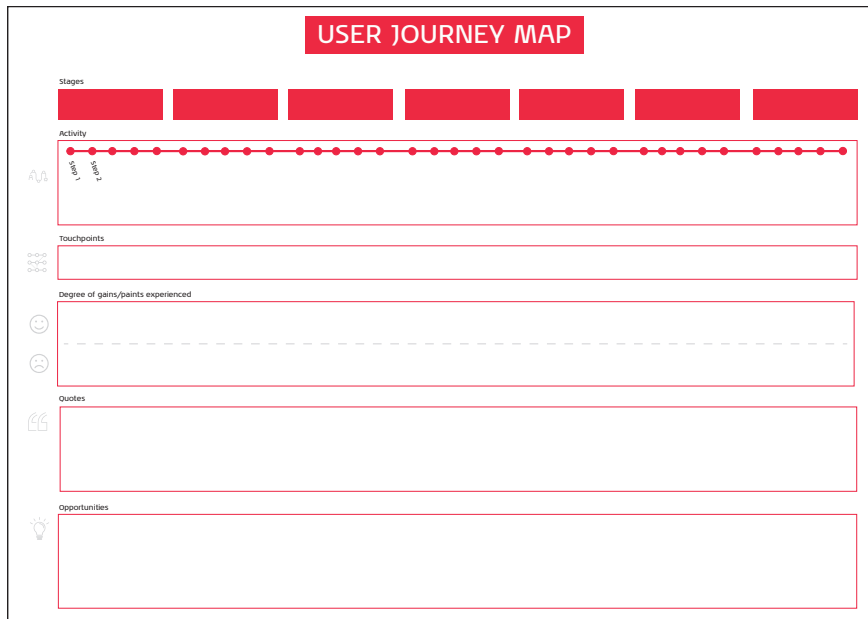 USER JOURNEY MAP
Stages
Activity
Step 1
Step 2
Touchpoints
Degree of gains/paints experienced
Quotes
Opportunities